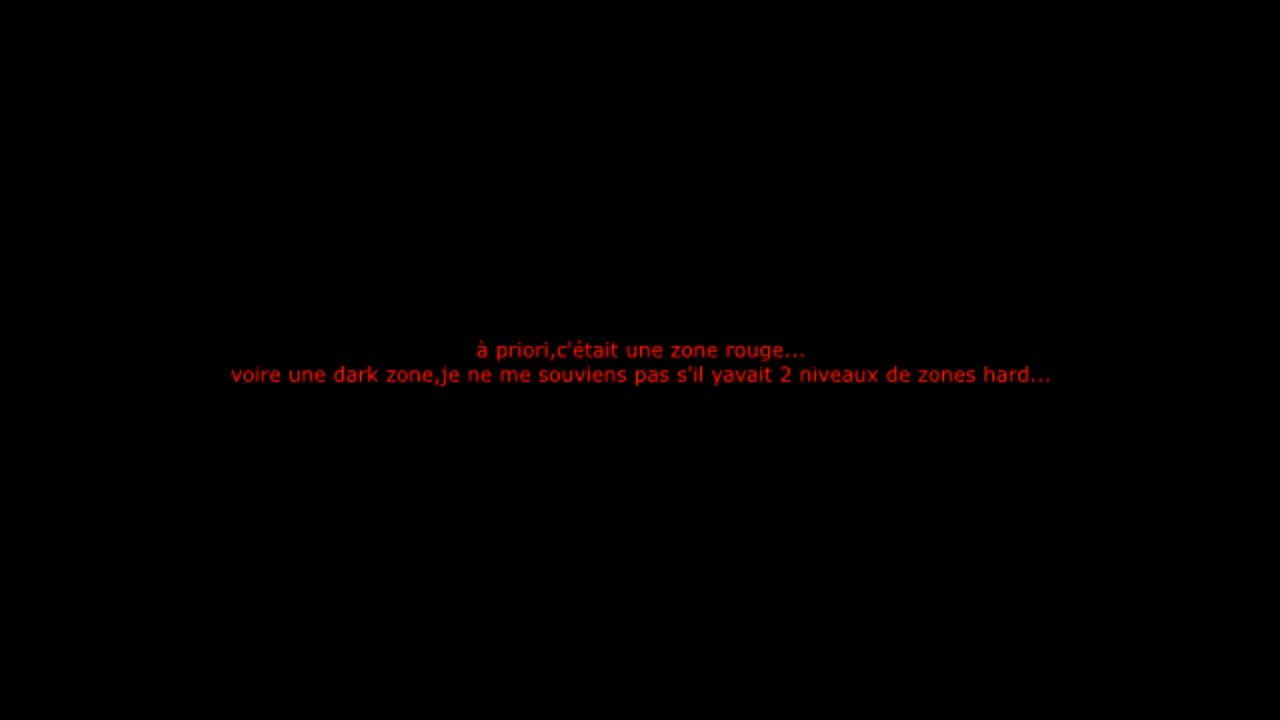 à priori,c'était une zone rouge...
voire une dark zone,je ne me souviens pas s'il yavait 2 niveaux de zones hard...